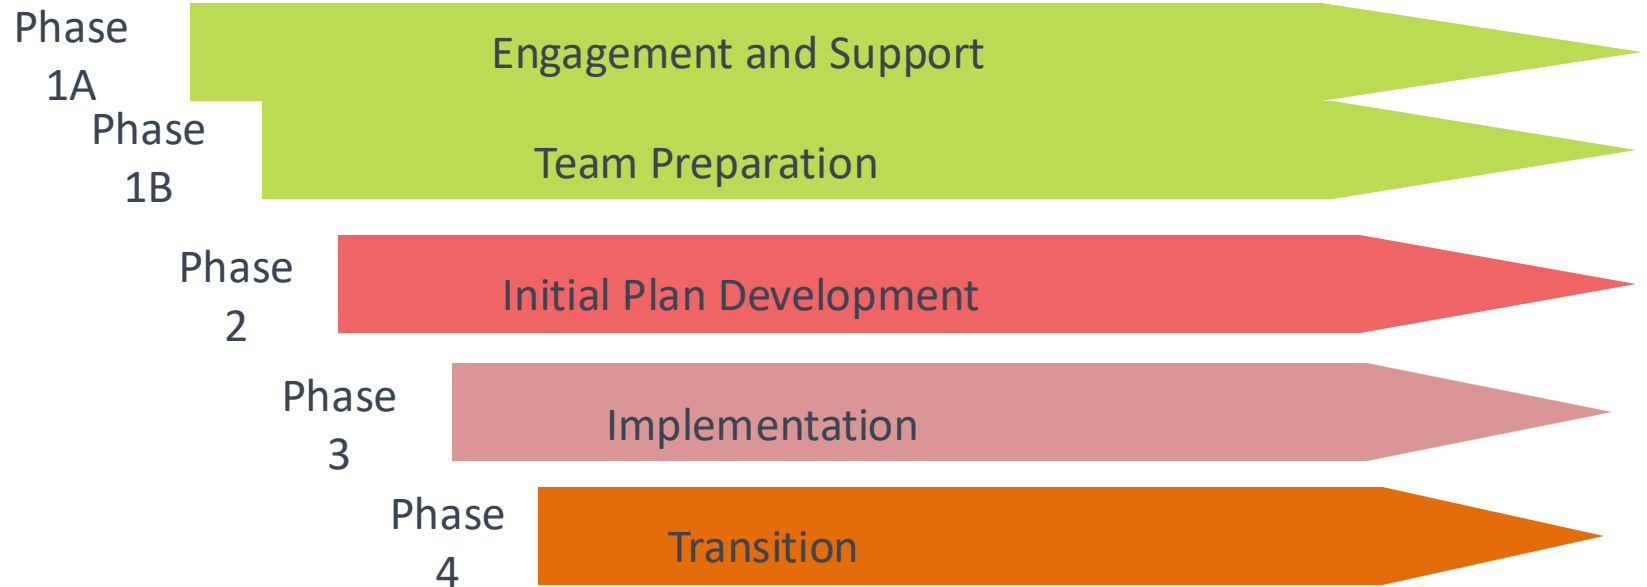 Phase
1A
Engagement and Support
Phase
1B
Team Preparation
Phase
2
Initial Plan Development
Phase
3
Implementation
Phase
4
Transition